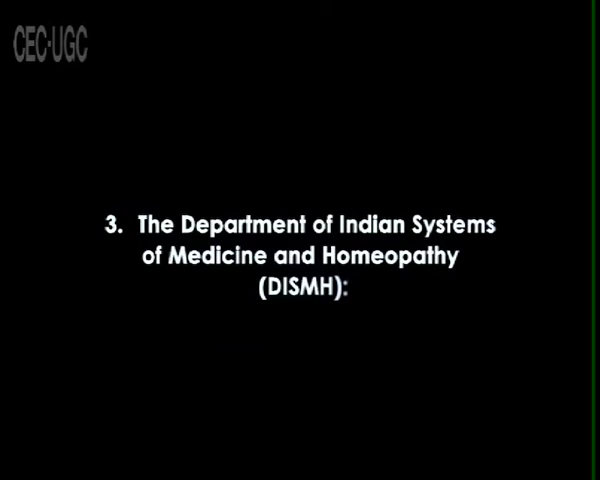 CEC-UGC
3. The Department of Indian Systems
of Medicine and Homeopathy
(DISMH):